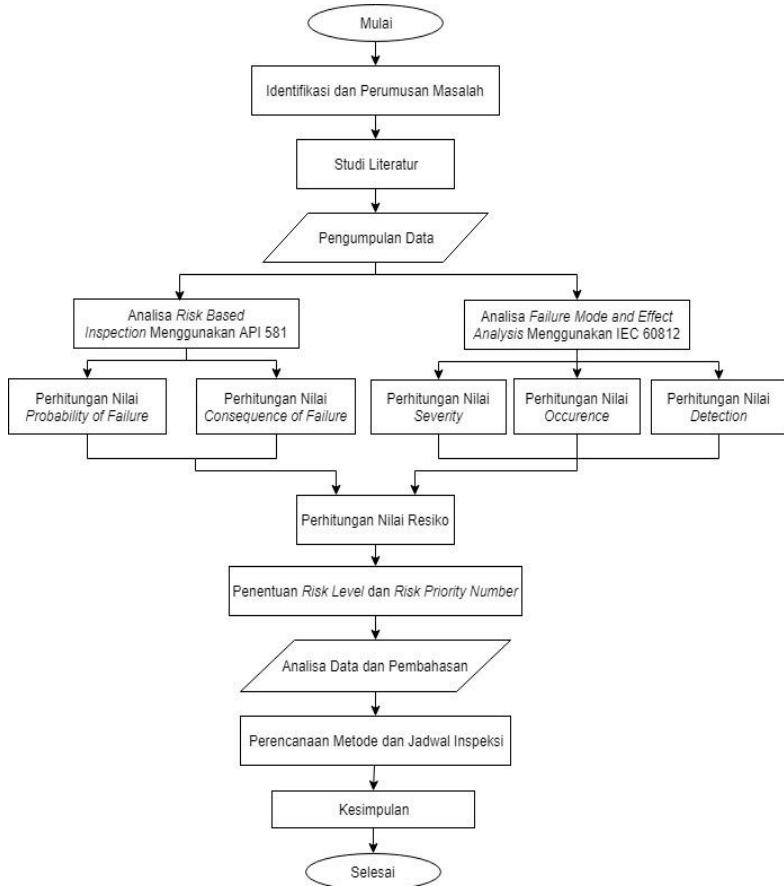 Mulai
Identifikasi dan Perumusan Masalah
Studi Literatur
Pengumpulan Data
Analisa Risk Based
Inspection Menggunakan API 581
Analisa Failure Mode and Effect
Analysis Menggunakan IEC 60812
Perhitungan Nilai
Probability of Failure
Perhitungan Nilai
Consequence of Failure
Perhitungan Nilai
Severity
Perhitungan Nilai
Occurence
Perhitungan Nilai
Detection
Perhitungan Nilai Resiko
Penentuan Risk Level dan Risk Priority Number
Analisa Data dan Pembahasan
Perencanaan Metode dan Jadwal Inspeksi
Kesimpulan
Selesai